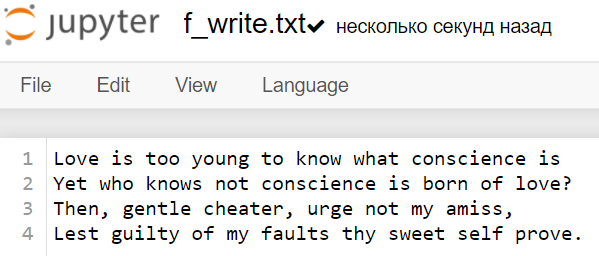 jupyter f_write.txt✔ несколько секунд назад
File Edit View Language
1 Love is too young to know what conscience is
2 Yet who knows not conscience is born of love?
3 Then, gentle cheater, urge not my amiss,
4 Lest guilty of my faults thy sweet self prove.